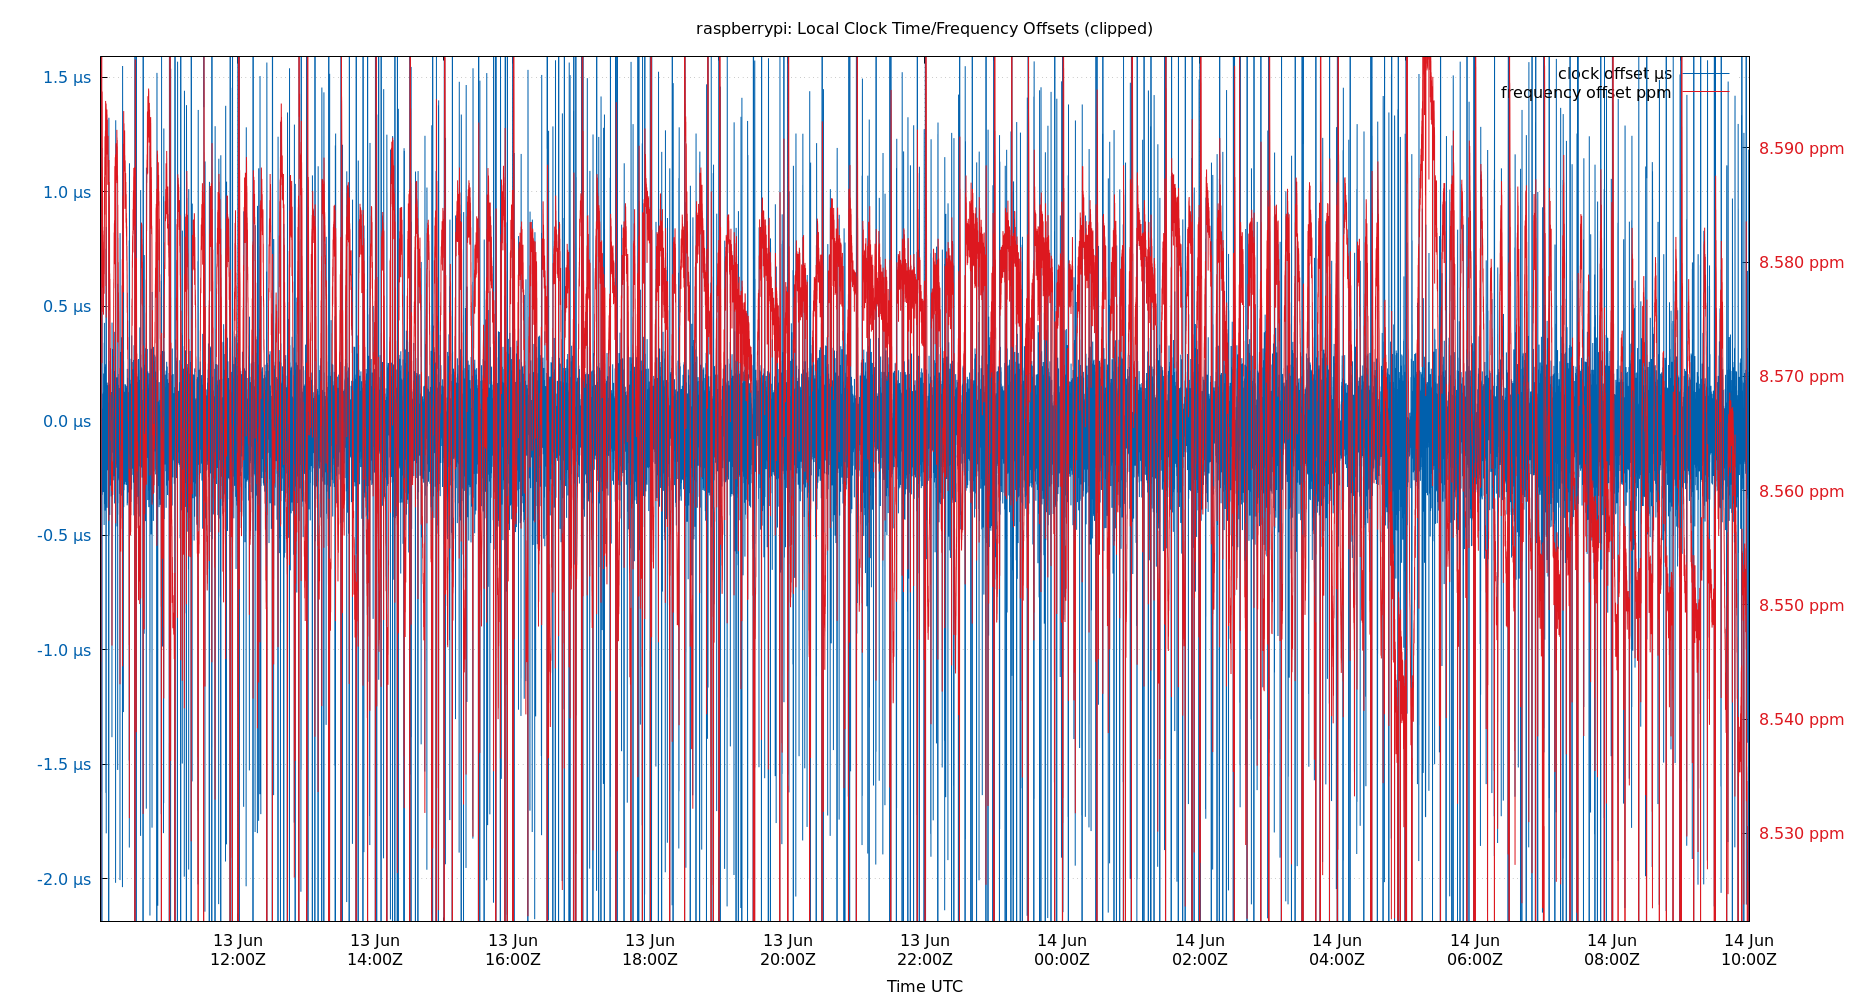 raspberrypi: Local Clock Time/Frequency Offsets (clipped)
clock offset µs
frequency offset ppm
1.5 µs
1.0 µs
0.5 µs
0.0 µs
-0.5 µs
-1.0 µs
-1.5 µs
-2.0 µs
8.590 ppm
8.580 ppm
8.570 ppm
8.560 ppm
8.550 ppm
8.540 ppm
8.530 ppm
13 Jun 13 Jun 13 Jun 13 Jun 13 Jun 13 Jun 14 Jun 14 Jun 14 Jun 14 Jun 14 Jun 14 Jun
12:00Z 14:00Z 16:00Z 18:00Z 20:00Z 22:00Z 00:00Z 02:00Z 04:00Z 06:00Z 08:00Z 10:00Z
Time UTC